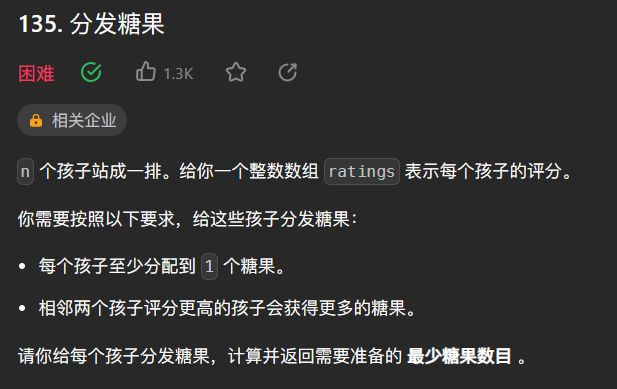 135. 分发糖果
困难 1.3K
相关企业
n 个孩子站成一排。给你一个整数数组 ratings 表示每个孩子的评分。
你需要按照以下要求，给这些孩子分发糖果：
• 每个孩子至少分配到 1 个糖果。
• 相邻两个孩子评分更高的孩子会获得更多的糖果。
请你给每个孩子分发糖果，计算并返回需要准备的 最少糖果数目 。